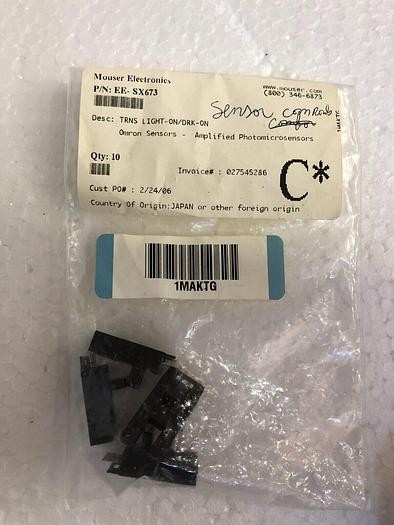 Mouser Electronics
www.mouser.com
P/N: EE- SX673
(800) 346-6873
Sensor
Desc: TRNS LIGHT-ON/DRK-ON
Omron Sensors - Amplified Photomicrosensors
1MAKTG
Qty: 10
Invoice# : 027545286
C*
Cust PO# : 2/24/06
Country Of Origin:JAPAN or other foreign origin
1MAKTG